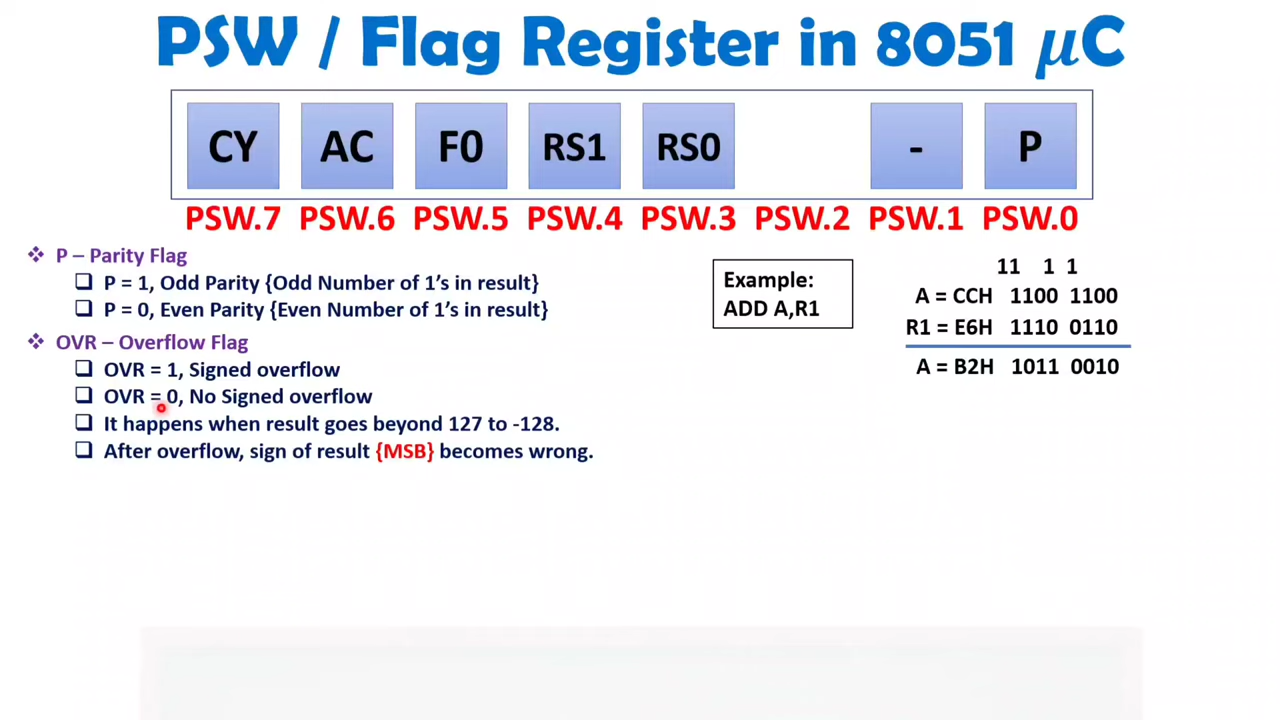 PSW / Flag Register in 8051 μC
CY AC F0 RS1 RS0 - P
PSW.7 PSW.6 PSW.5 PSW.4 PSW.3 PSW.2 PSW.1 PSW.0
❖ P – Parity Flag
❑ P = 1, Odd Parity {Odd Number of 1’s in result}
❑ P = 0, Even Parity {Even Number of 1’s in result}
❖ OVR – Overflow Flag
❑ OVR = 1, Signed overflow
❑ OVR = 0, No Signed overflow
❑ It happens when result goes beyond 127 to -128.
❑ After overflow, sign of result {MSB} becomes wrong.
Example:
ADD A,R1
11 1 1
A = CCH 1100 1100
R1 = E6H 1110 0110
A = B2H 1011 0010